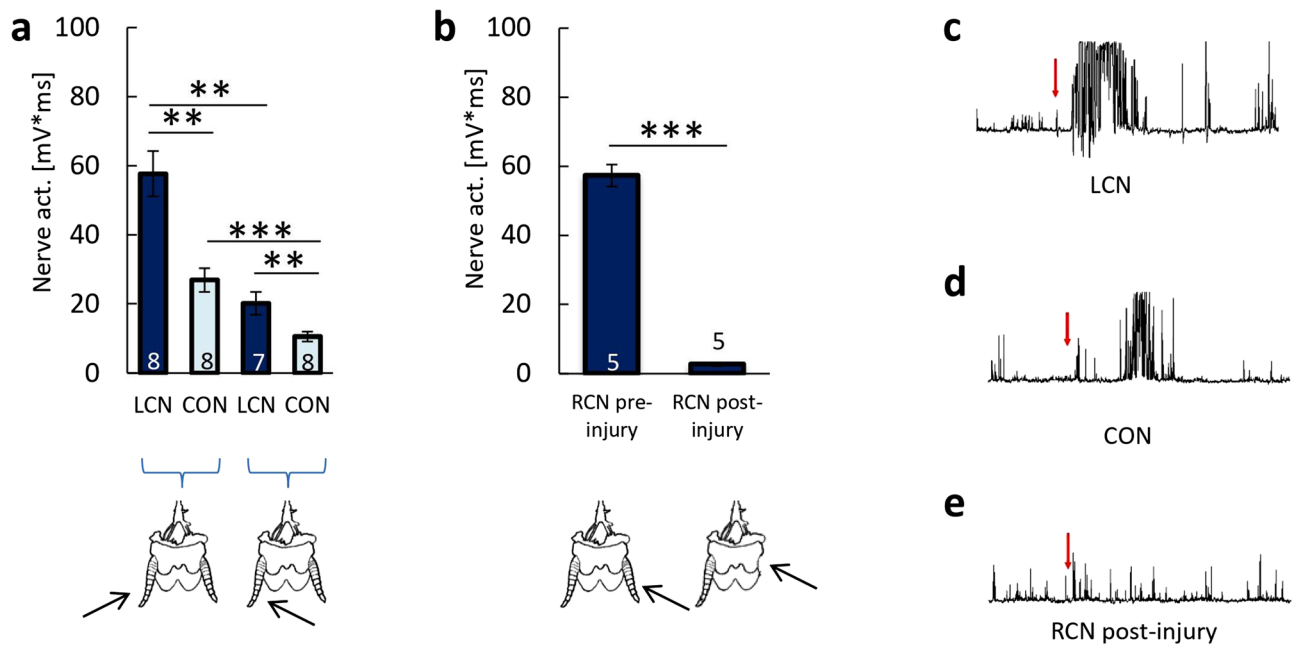 a
100
80
60
40
20
0
Nerve act. [mV*ms]
**
**
***
**
8
8
7
8
LCN CON LCN CON
b
100
80
60
40
20
0
Nerve act. [mV*ms]
***
5
5
RCN pre-
injury
RCN post-
injury
c
LCN
d
CON
e
RCN post-injury